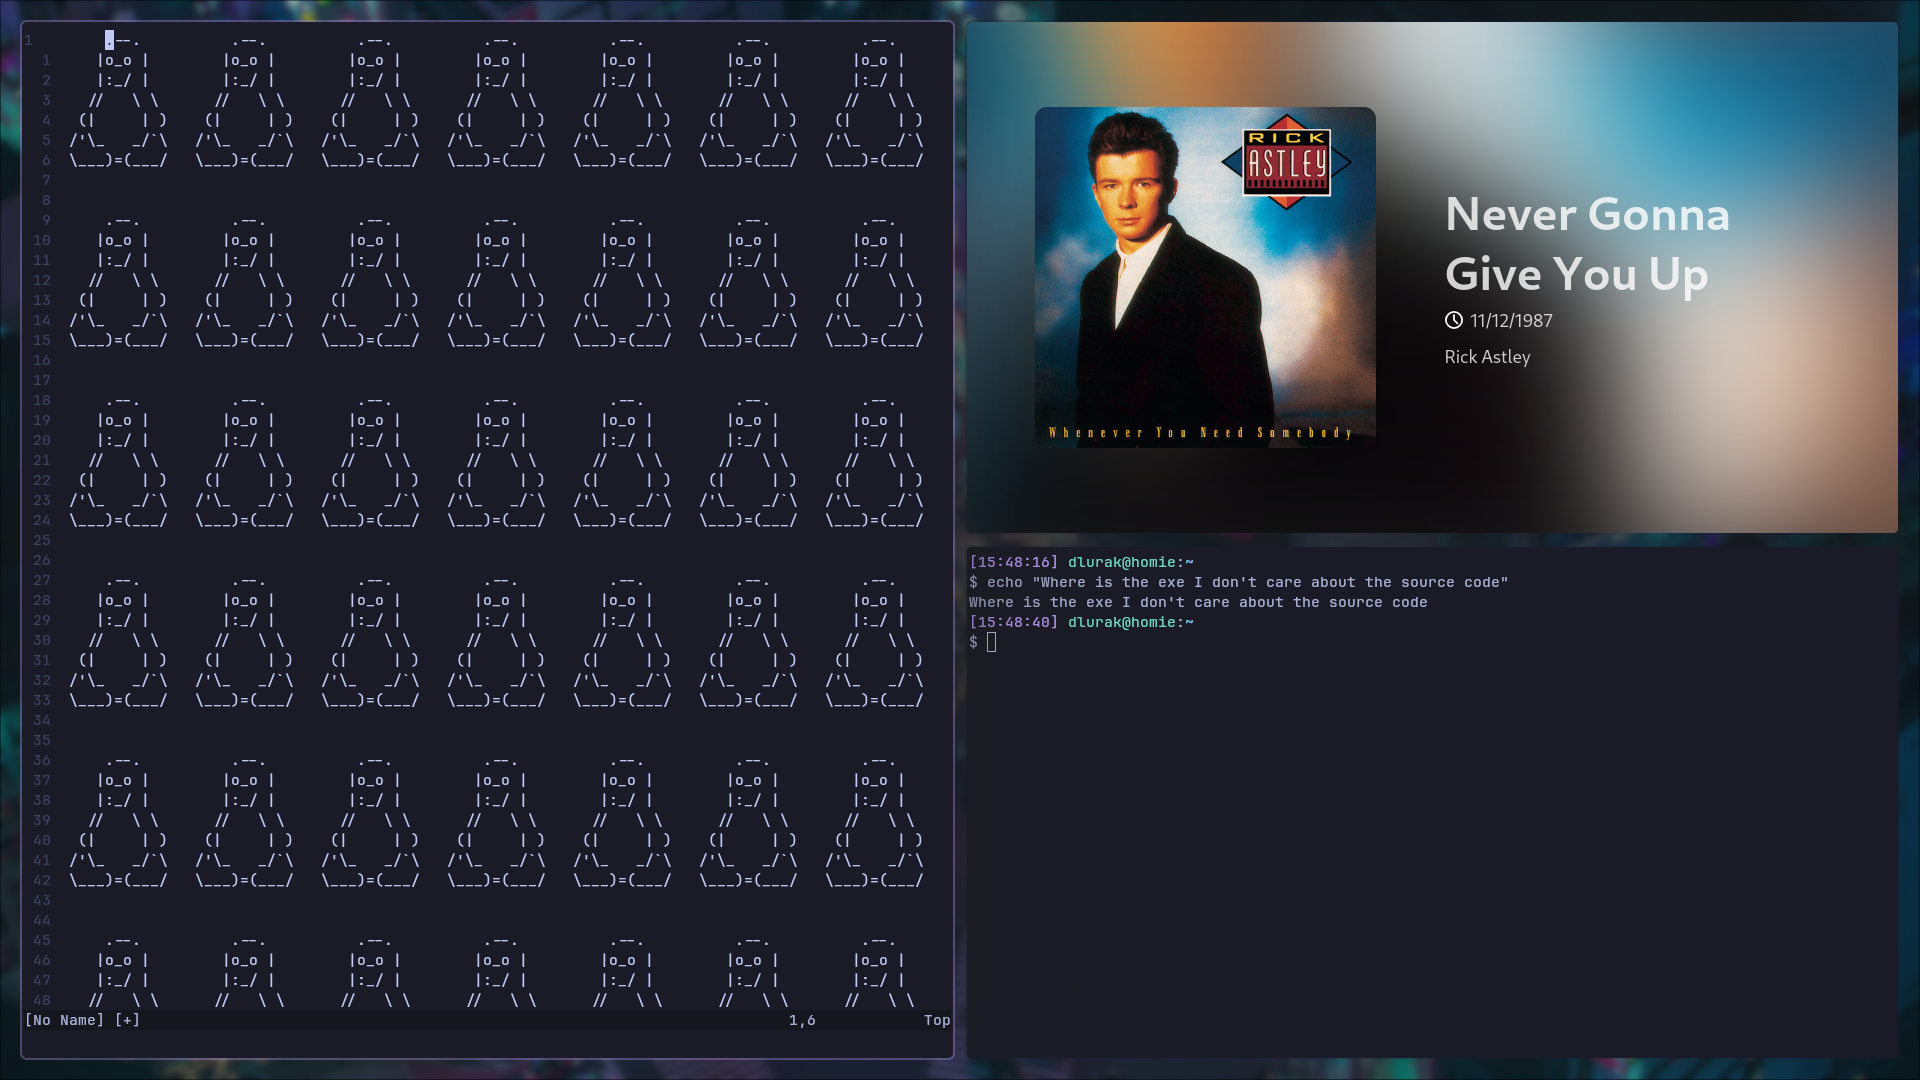 1 .--. .--. .--. .--. .--. .--. .--.
1 |o_o | |o_o | |o_o | |o_o | |o_o | |o_o | |o_o |
2 |:_/ | |:_/ | |:_/ | |:_/ | |:_/ | |:_/ | |:_/ |
3 // \ \ // \ \ // \ \ // \ \ // \ \ // \ \ // \ \
4 (| | ) (| | ) (| | ) (| | ) (| | ) (| | ) (| | )
5 /'\_ _/`\ /'\_ _/`\ /'\_ _/`\ /'\_ _/`\ /'\_ _/`\ /'\_ _/`\ /'\_ _/`\
6 \___)=(___/ \___)=(___/ \___)=(___/ \___)=(___/ \___)=(___/ \___)=(___/ \___)=(___/
7
8
9 .--. .--. .--. .--. .--. .--. .--.
10 |o_o | |o_o | |o_o | |o_o | |o_o | |o_o | |o_o |
11 |:_/ | |:_/ | |:_/ | |:_/ | |:_/ | |:_/ | |:_/ |
12 // \ \ // \ \ // \ \ // \ \ // \ \ // \ \ // \ \
13 (| | ) (| | ) (| | ) (| | ) (| | ) (| | ) (| | )
14 /'\_ _/`\ /'\_ _/`\ /'\_ _/`\ /'\_ _/`\ /'\_ _/`\ /'\_ _/`\ /'\_ _/`\
15 \___)=(___/ \___)=(___/ \___)=(___/ \___)=(___/ \___)=(___/ \___)=(___/ \___)=(___/
16
17
18 .--. .--. .--. .--. .--. .--. .--.
19 |o_o | |o_o | |o_o | |o_o | |o_o | |o_o | |o_o |
20 |:_/ | |:_/ | |:_/ | |:_/ | |:_/ | |:_/ | |:_/ |
21 // \ \ // \ \ // \ \ // \ \ // \ \ // \ \ // \ \
22 (| | ) (| | ) (| | ) (| | ) (| | ) (| | ) (| | )
23 /'\_ _/`\ /'\_ _/`\ /'\_ _/`\ /'\_ _/`\ /'\_ _/`\ /'\_ _/`\ /'\_ _/`\
24 \___)=(___/ \___)=(___/ \___)=(___/ \___)=(___/ \___)=(___/ \___)=(___/ \___)=(___/
25
26
27 .--. .--. .--. .--. .--. .--. .--.
28 |o_o | |o_o | |o_o | |o_o | |o_o | |o_o | |o_o |
29 |:_/ | |:_/ | |:_/ | |:_/ | |:_/ | |:_/ | |:_/ |
30 // \ \ // \ \ // \ \ // \ \ // \ \ // \ \ // \ \
31 (| | ) (| | ) (| | ) (| | ) (| | ) (| | ) (| | )
32 /'\_ _/`\ /'\_ _/`\ /'\_ _/`\ /'\_ _/`\ /'\_ _/`\ /'\_ _/`\ /'\_ _/`\
33 \___)=(___/ \___)=(___/ \___)=(___/ \___)=(___/ \___)=(___/ \___)=(___/ \___)=(___/
34
35
36 .--. .--. .--. .--. .--. .--. .--.
37 |o_o | |o_o | |o_o | |o_o | |o_o | |o_o | |o_o |
38 |:_/ | |:_/ | |:_/ | |:_/ | |:_/ | |:_/ | |:_/ |
39 // \ \ // \ \ // \ \ // \ \ // \ \ // \ \ // \ \
40 (| | ) (| | ) (| | ) (| | ) (| | ) (| | ) (| | )
41 /'\_ _/`\ /'\_ _/`\ /'\_ _/`\ /'\_ _/`\ /'\_ _/`\ /'\_ _/`\ /'\_ _/`\
42 \___)=(___/ \___)=(___/ \___)=(___/ \___)=(___/ \___)=(___/ \___)=(___/ \___)=(___/
43
44
45 .--. .--. .--. .--. .--. .--. .--.
46 |o_o | |o_o | |o_o | |o_o | |o_o | |o_o | |o_o |
47 |:_/ | |:_/ | |:_/ | |:_/ | |:_/ | |:_/ | |:_/ |
48 // \ \ // \ \ // \ \ // \ \ // \ \ // \ \ // \ \
[No Name] [+] 1,6 Top
RICK
ASTLEY
Whenever You Need Somebody
Never Gonna
Give You Up
11/12/1987
Rick Astley
[15:48:16] dlurak@homie:~
$ echo "Where is the exe I don't care about the source code"
Where is the exe I don't care about the source code
[15:48:40] dlurak@homie:~
$